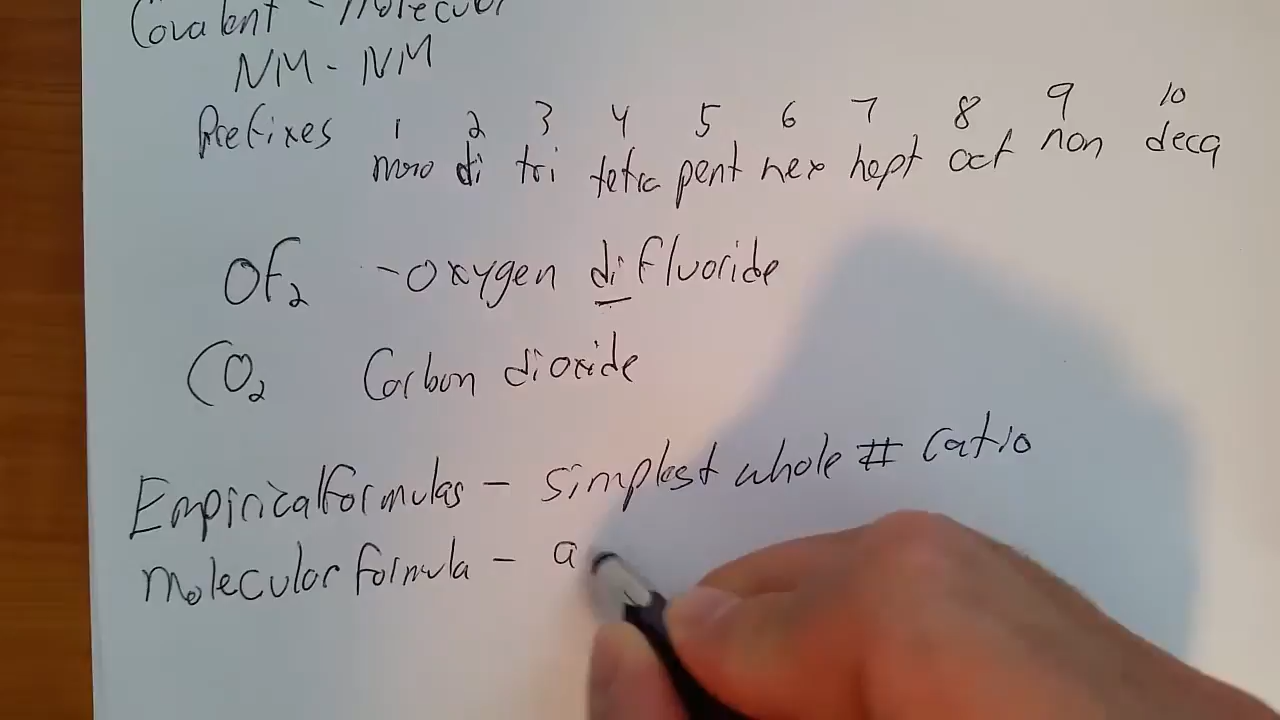 Covalent - Molecular
NM - NM
Prefixes 1 2 3 4 5 6 7 8 9 10
mono di tri tetra pent hex hept oct non deca
OF2 - oxygen difluoride
CO2 Carbon dioxide
Empirical formulas - simplest whole # ratio
molecular formula - a